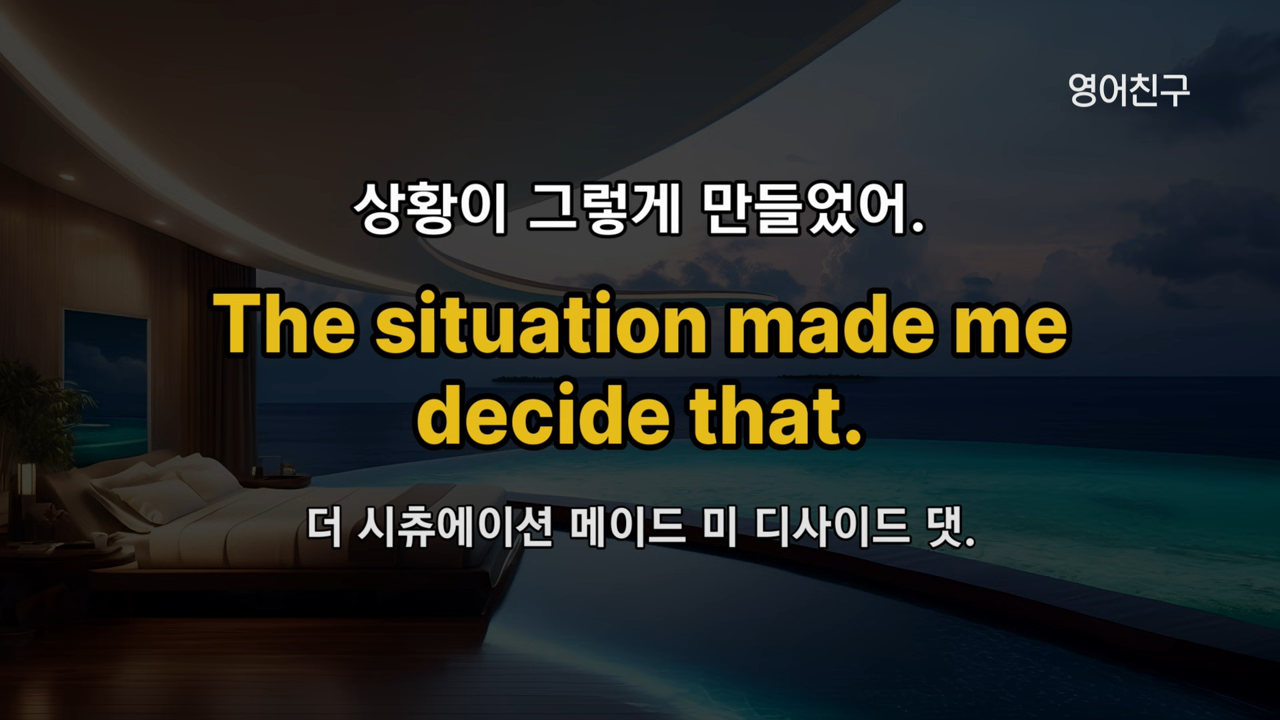 영어친구
상황이 그렇게 만들었어.
The situation made me
decide that.
더 시츄에이션 메이드 미 디사이드 댓.